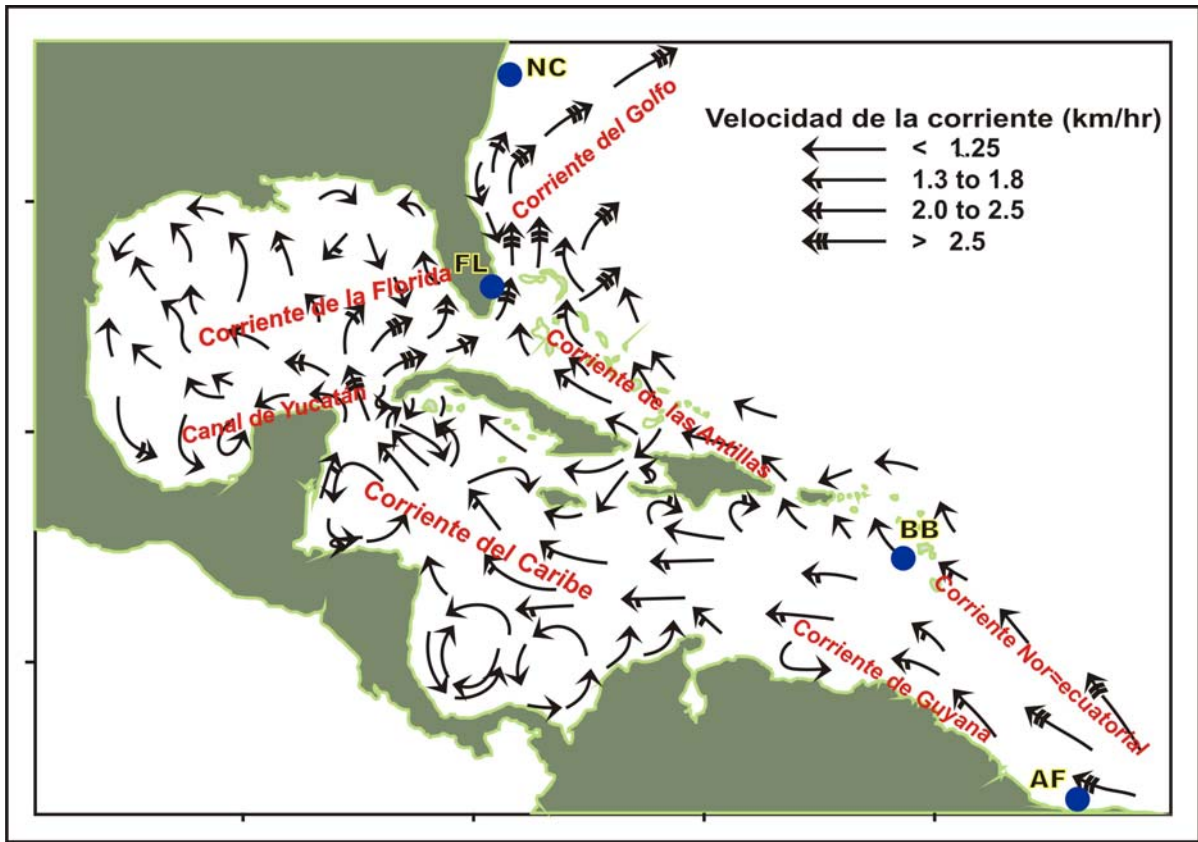 NC
Corriente del Golfo
Velocidad de la corriente (km/hr)
< 1.25
1.3 to 1.8
2.0 to 2.5
> 2.5
FL
Corriente de la Florida
Corriente de las Antillas
Canal de Yucatán
Corriente del Caribe
BB
Corriente Nor=ecuatorial
Corriente de Guyana
AF